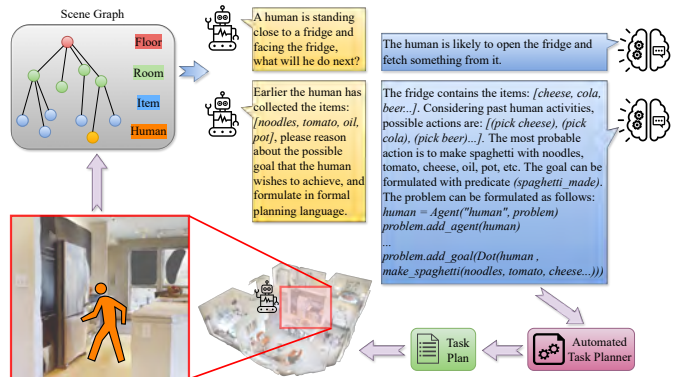 Scene Graph
Floor
Room
Item
Human
A human is standing
close to a fridge and
facing the fridge,
what will he do next?
The human is likely to open the fridge and
fetch something from it.
Earlier the human has
collected the items:
[noodles, tomato, oil,
pot], please reason
about the possible
goal that the human
wishes to achieve, and
formulate in formal
planning language.
The fridge contains the items: [cheese, cola,
beer...]. Considering past human activities,
possible actions are: [(pick cheese), (pick
cola), (pick beer)...]. The most probable
action is to make spaghetti with noodles,
tomato, cheese, oil, pot, etc. The goal can be
formulated with predicate (spaghetti_made).
The problem can be formulated as follows:
human = Agent("human", problem)
problem.add_agent(human)
...
problem.add_goal(Dot(human ,
make_spaghetti(noodles, tomato, cheese...)))
Task
Plan
Automated
Task Planner